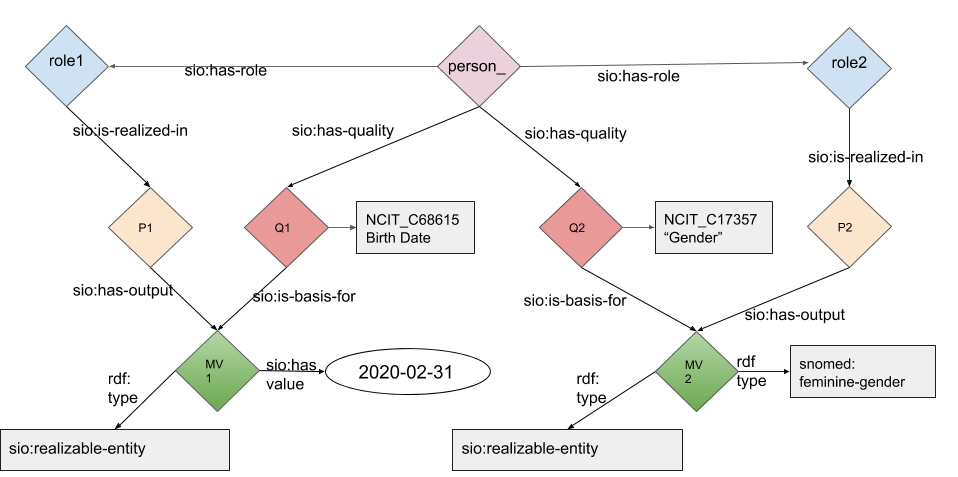 role1
sio:has-role
person_
sio:has-role
role2
sio:is-realized-in
sio:has-quality
sio:has-quality
sio:is-realized-in
P1
Q1
NCIT_C68615
Birth Date
Q2
NCIT_C17357
“Gender”
P2
sio:has-output
sio:is-basis-for
sio:is-basis-for
sio:has-output
MV
1
sio:has
value
2020-02-31
rdf:
type
MV
2
rdf
type
snomed:
feminine-gender
rdf:
type
sio:realizable-entity
sio:realizable-entity